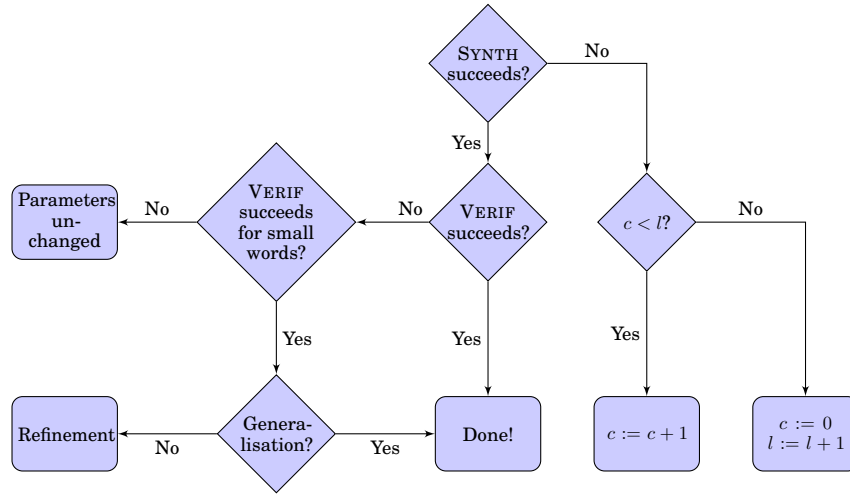 SYNTH
succeeds?
No
Yes
Parameters
un-
changed
No
VERIF
succeeds
for small
words?
No
VERIF
succeeds?
c < l?
No
Yes
Yes
Yes
Refinement
No
Genera-
lisation?
Yes
Done!
c := c + 1
c := 0
l := l + 1